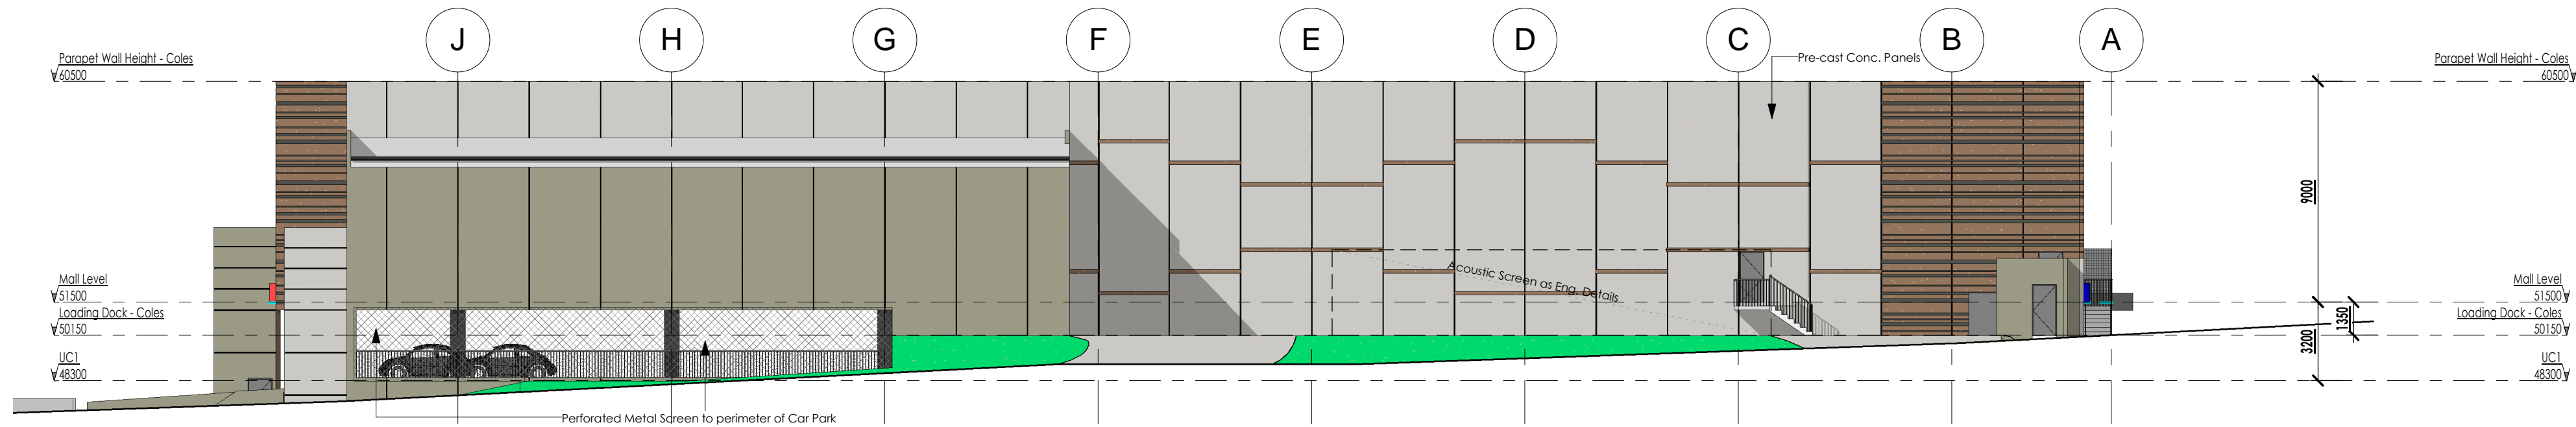 J
H
G
F
E
D
C
B
A
Parapet Wall Height - Coles
60500
Pre-cast Conc. Panels
Parapet Wall Height - Coles
60500
9000
Acoustic Screen as Eng. Details
Mall Level
51500
Loading Dock - Coles
50150
UC1
48300
Mall Level
51500
1350
Loading Dock - Coles
50150
3200
UC1
48300
Perforated Metal Screen to perimeter of Car Park